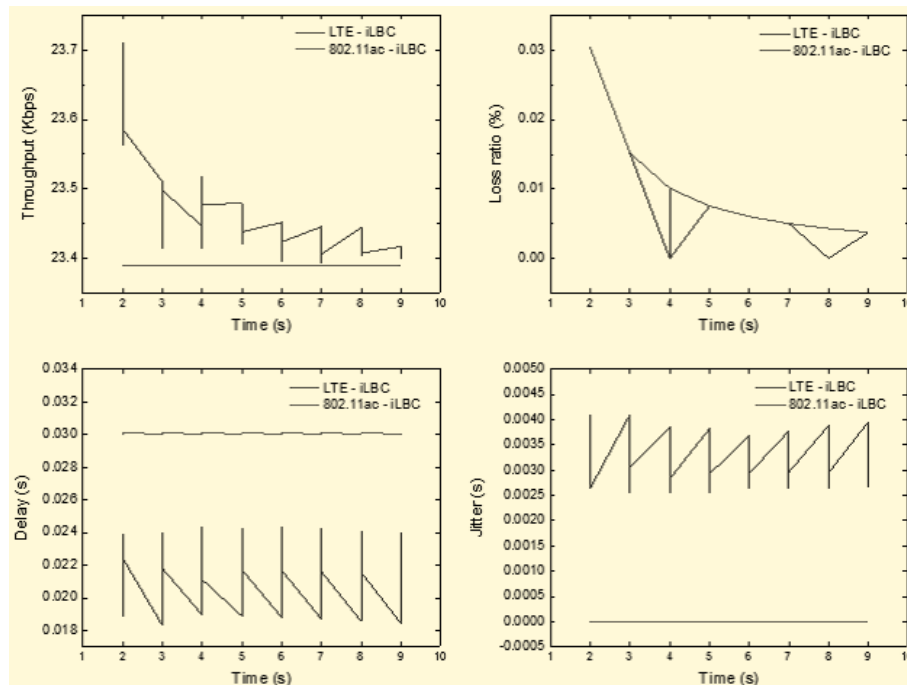 LTE - iLBC
802.11ac - iLBC
23.7
23.6
23.5
23.4
Throughput (Kbps)
1 2 3 4 5 6 7 8 9 10
Time (s)
LTE - iLBC
802.11ac - iLBC
0.03
0.02
0.01
0.00
Loss ratio (%)
1 2 3 4 5 6 7 8 9 10
Time (s)
LTE - iLBC
802.11ac - iLBC
0.034
0.032
0.030
0.028
0.026
0.024
0.022
0.020
0.018
Delay (s)
1 2 3 4 5 6 7 8 9 10
Time (s)
LTE - iLBC
802.11ac - iLBC
0.0050
0.0045
0.0040
0.0035
0.0030
0.0025
0.0020
0.0015
0.0010
0.0005
0.0000
-0.0005
Jitter (s)
1 2 3 4 5 6 7 8 9 10
Time (s)